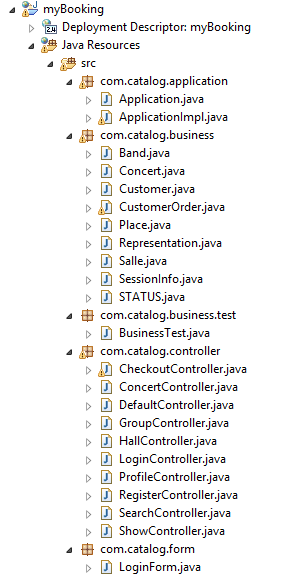 myBooking
Deployment Descriptor: myBooking
Java Resources
src
com.catalog.application
Application.java
ApplicationImpl.java
com.catalog.business
Band.java
Concert.java
Customer.java
CustomerOrder.java
Place.java
Representation.java
Salle.java
SessionInfo.java
STATUS.java
com.catalog.business.test
BusinessTest.java
com.catalog.controller
CheckoutController.java
ConcertController.java
DefaultController.java
GroupController.java
HallController.java
LoginController.java
ProfileController.java
RegisterController.java
SearchController.java
ShowController.java
com.catalog.form
LoginForm.java